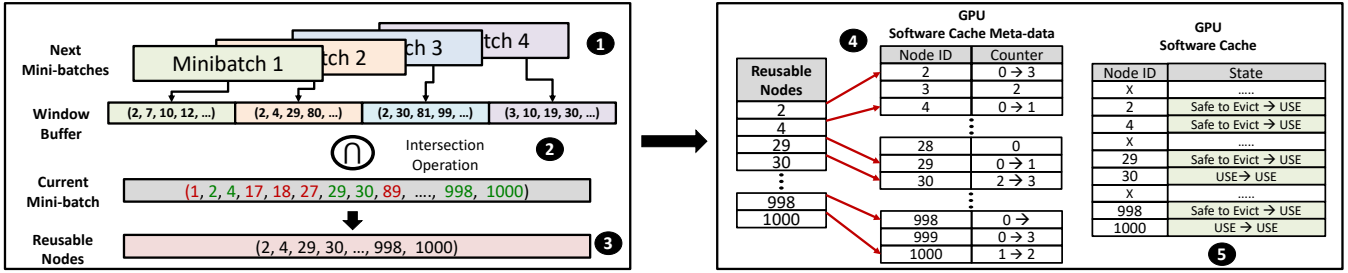 Next
Mini-batches
Minibatch 1
tch 2
3
tch 4
1
Window
Buffer
(2, 7, 10, 12, ...)
(2, 4, 29, 80, ...)
(2, 30, 81, 99, ...)
(3, 10, 19, 30, ...)
∩
Intersection
Operation
2
Current
Mini-batch
(1, 2, 4, 17, 18, 27, 29, 30, 89, ...., 998, 1000)
Reusable
Nodes
(2, 4, 29, 30, ..., 998, 1000)
3
4
Reusable
Nodes
2
4
29
30
998
1000
GPU
Software Cache Meta-data
Node ID Counter
2 0 → 3
3 2
4 0 → 1
28 0
29 0 → 1
30 2 → 3
998 0 →
999 0 → 3
1000 1 → 2
GPU
Software Cache
Node ID State
X .....
2 Safe to Evict → USE
4 Safe to Evict → USE
X .....
29 Safe to Evict → USE
30 USE → USE
X .....
998 Safe to Evict → USE
1000 USE → USE
5